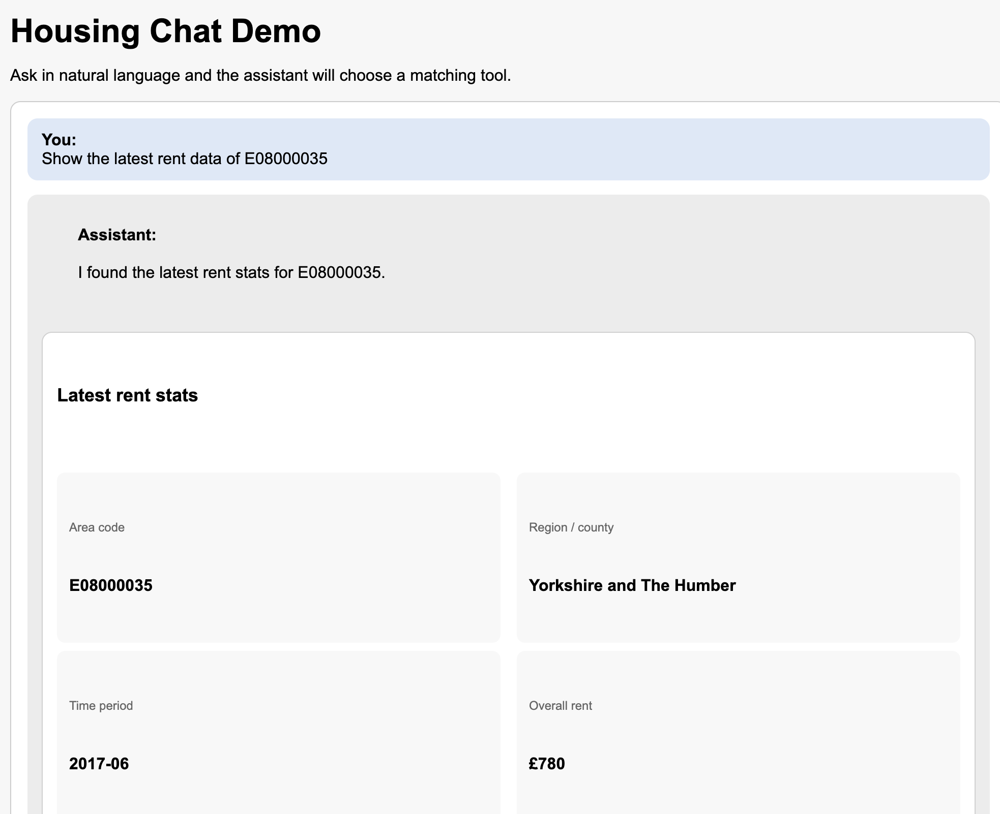 Housing Chat Demo
Ask in natural language and the assistant will choose a matching tool.
You:
Show the latest rent data of E08000035
Assistant:
I found the latest rent stats for E08000035.
Latest rent stats
Area code
E08000035
Region / county
Yorkshire and The Humber
Time period
2017-06
Overall rent
£780